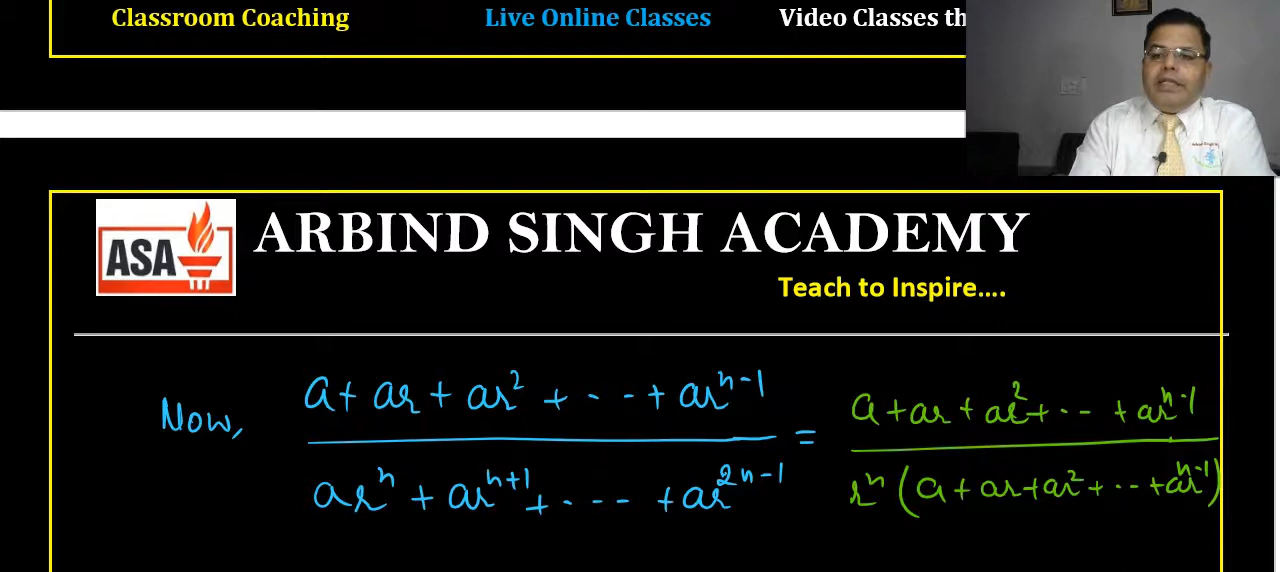 Classroom Coaching Live Online Classes Video Classes th
ASA
ARBIND SINGH ACADEMY
Teach to Inspire....
Now, (a + ar + ar² + ... + arⁿ⁻¹) / (arⁿ + arⁿ⁺¹ + ... + ar²ⁿ⁻¹) = (a + ar + ar² + ... + arⁿ⁻¹) / (rⁿ (a + ar + ar² + ... + arⁿ⁻¹))